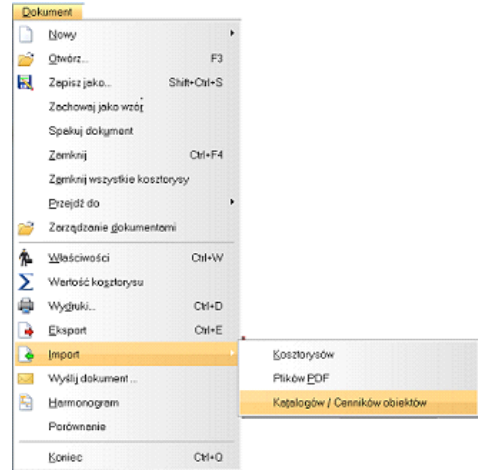 Dokument
Nowy
Otwórz... F3
Zapisz jako... Shift+Ctrl+S
Zachowaj jako wzór
Spakuj dokument
Zamknij Ctrl+F4
Zamknij wszystkie kosztorysy
Przejdź do
Zarządzanie dokumentami
Właściwości Ctrl+W
Wartość kosztorysu
Wydruki... Ctrl+D
Eksport Ctrl+E
Import
Kosztorysów
Plików PDF
Katalogów / Cenników obiektów
Wyślij dokument...
Harmonogram
Porównanie
Koniec Ctrl+Q